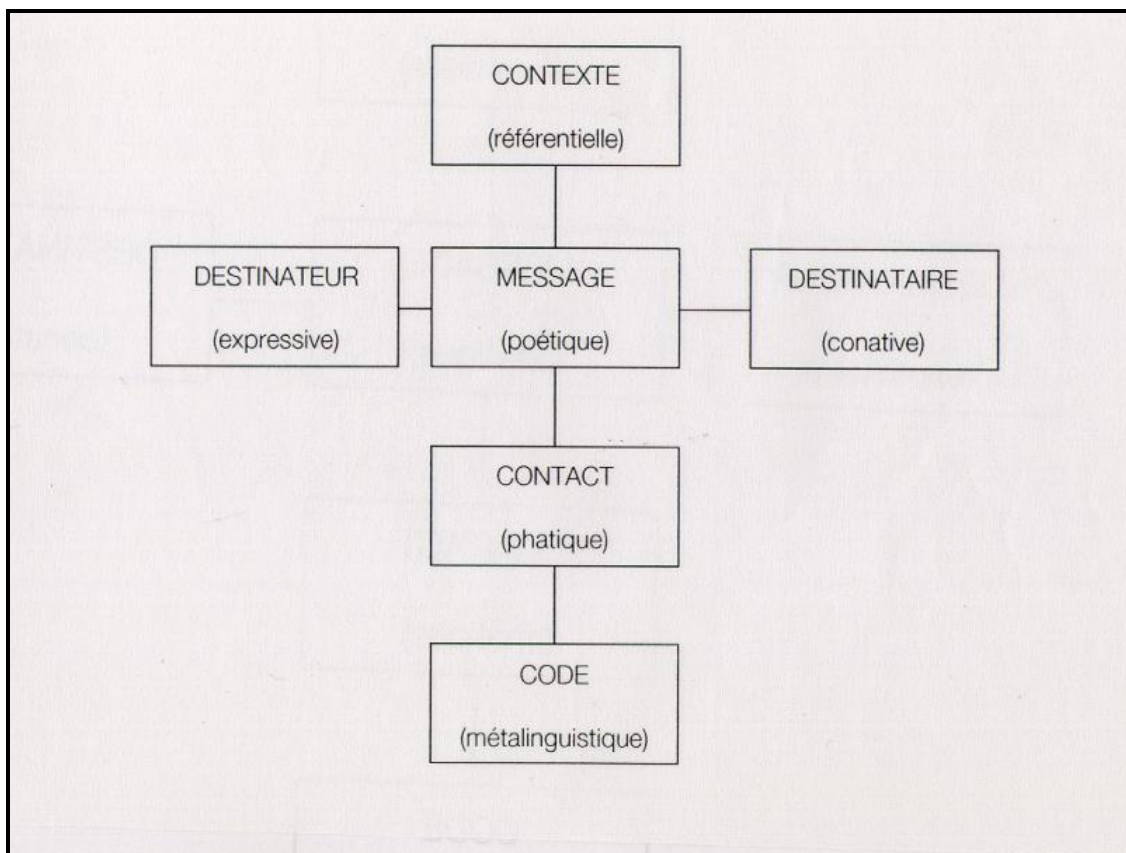 CONTEXTE
(référentielle)
DESTINATEUR
(expressive)
MESSAGE
(poétique)
DESTINATAIRE
(conative)
CONTACT
(phatique)
CODE
(métalinguistique)